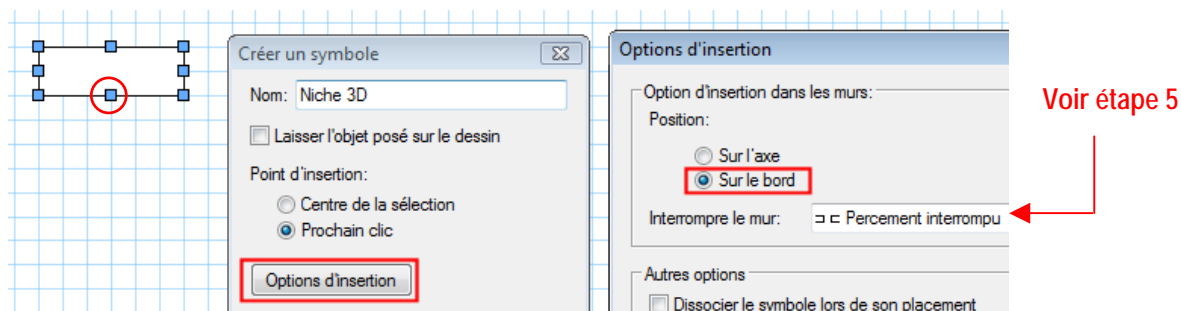 Créer un symbole
Nom: Niche 3D
Laisser l'objet posé sur le dessin
Point d'insertion:
Centre de la sélection
Prochain clic
Options d'insertion
Options d'insertion
Option d'insertion dans les murs:
Position:
Sur l'axe
Sur le bord
Interrompre le mur: Percement interrompu
Autres options
Dissocier le symbole lors de son placement
Voir étape 5